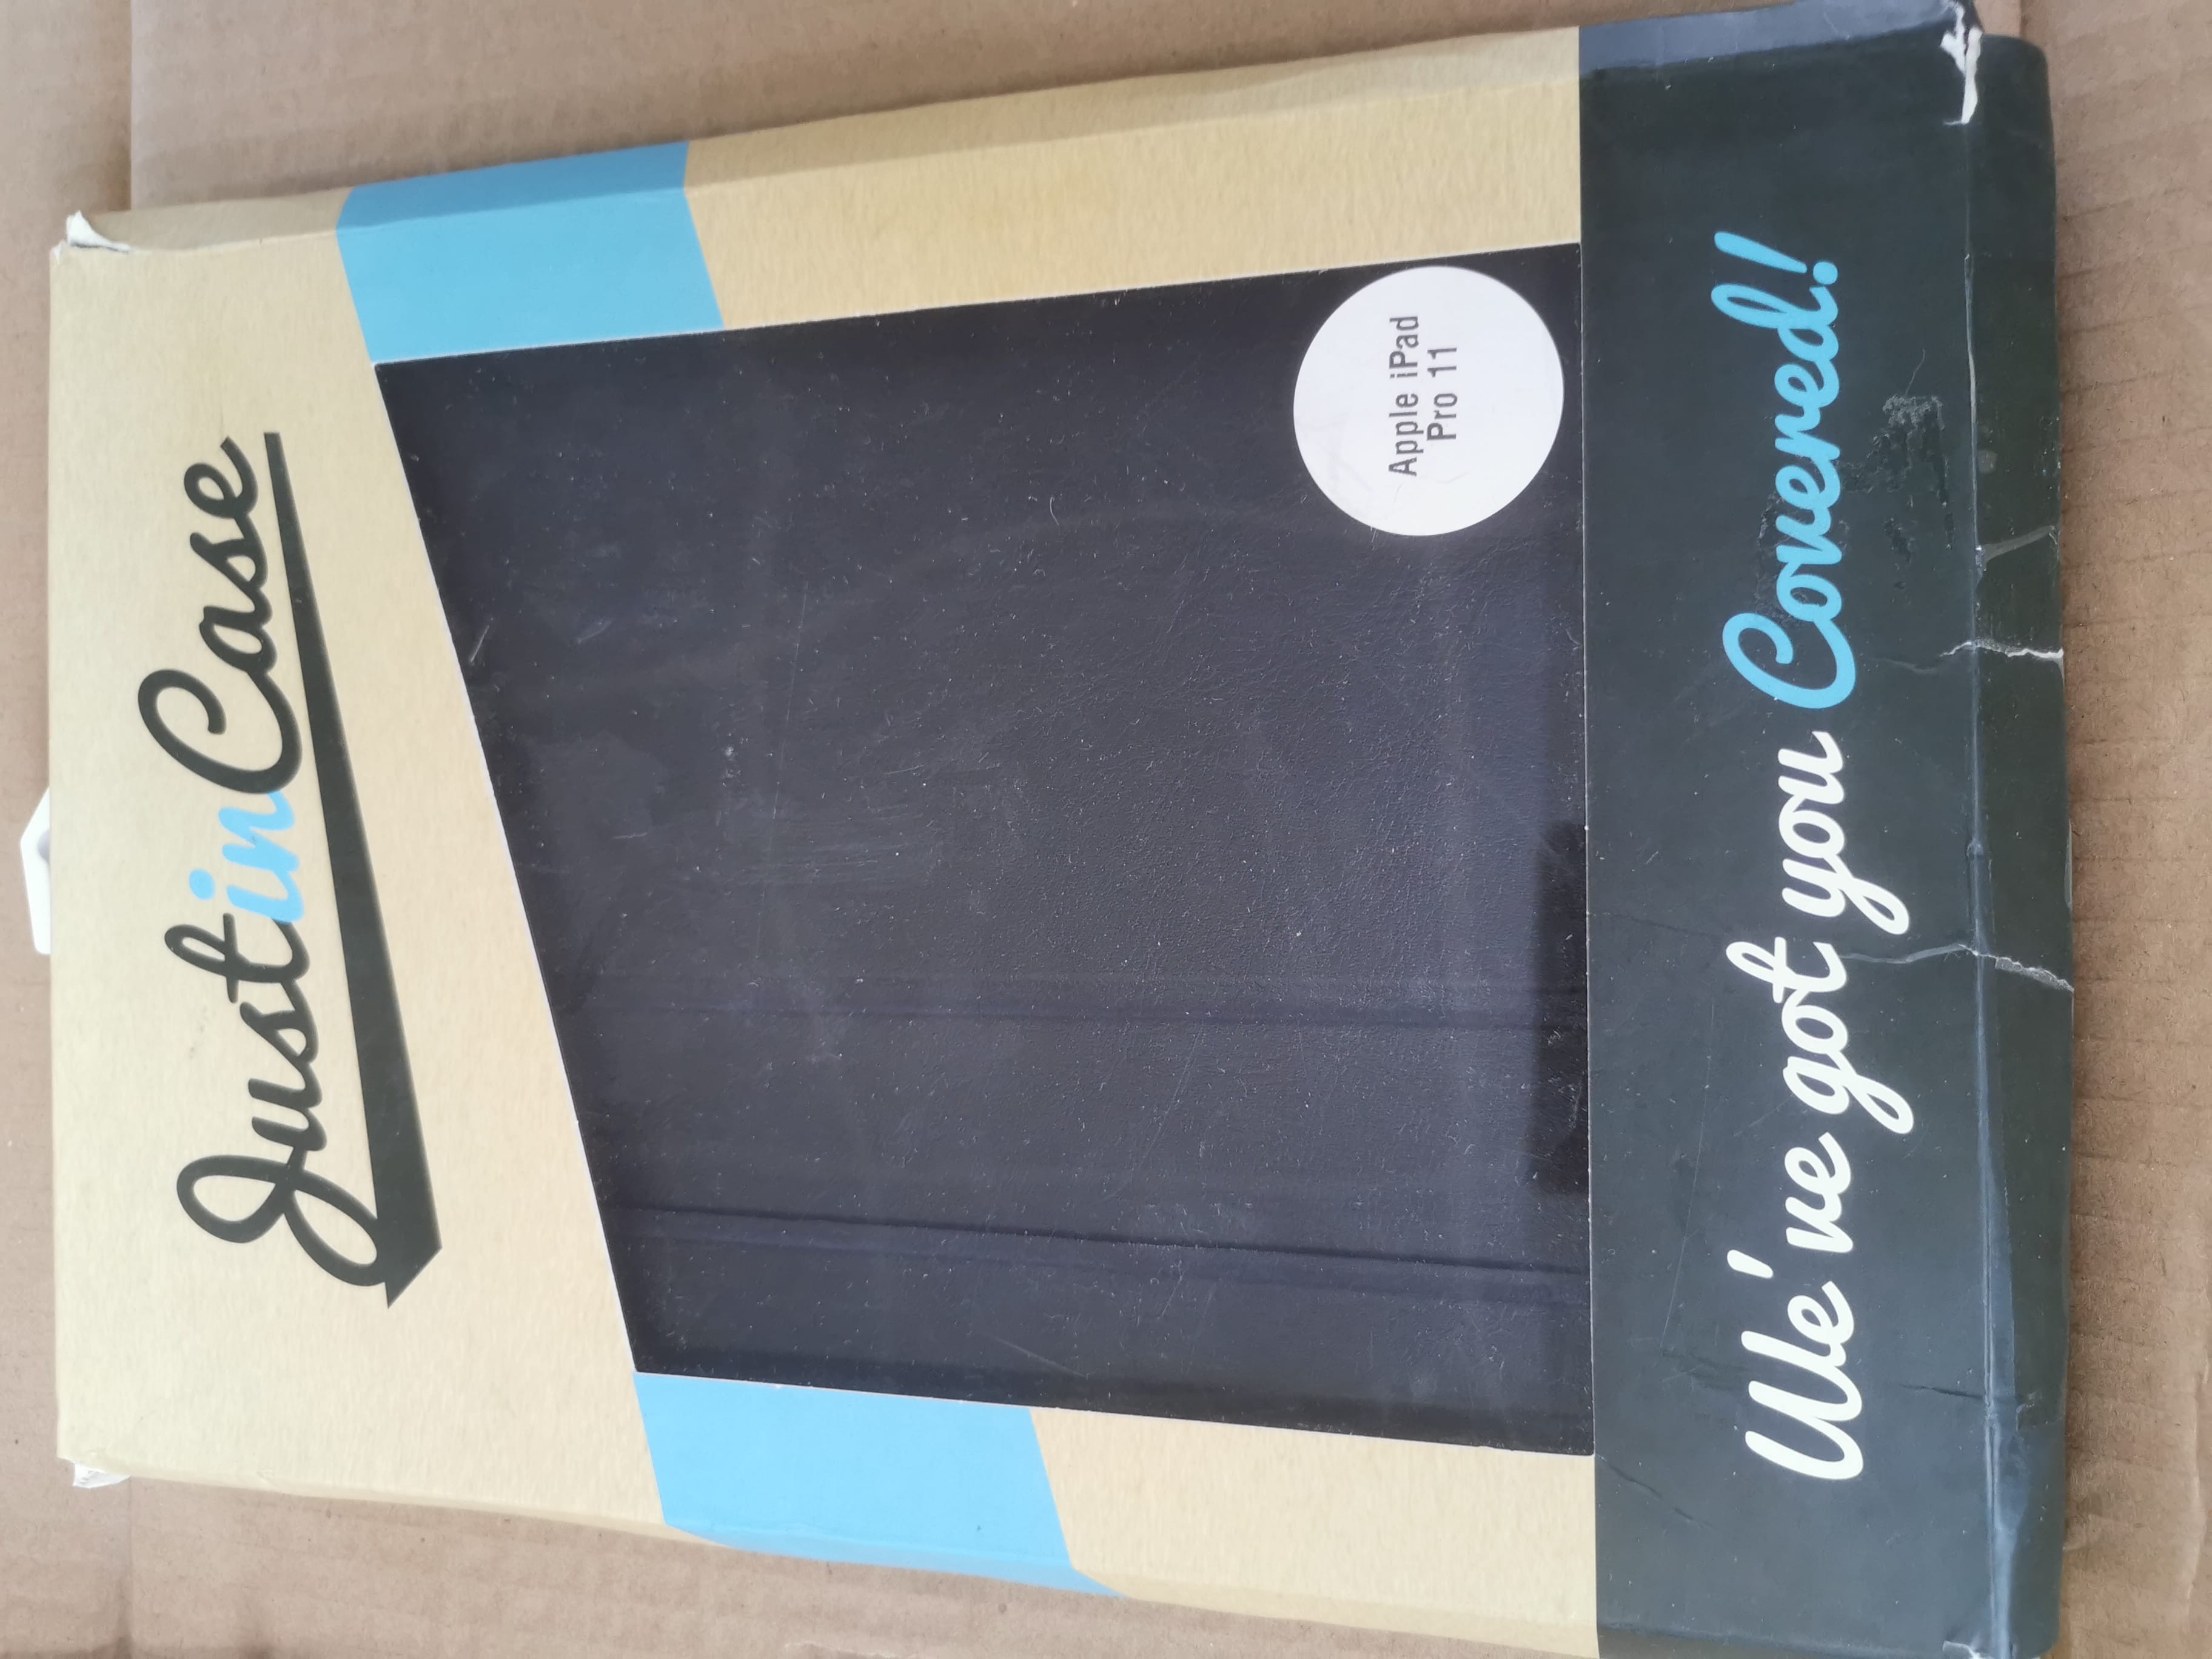 JustinCase
Apple iPad
Pro 11
We've got you Covered!